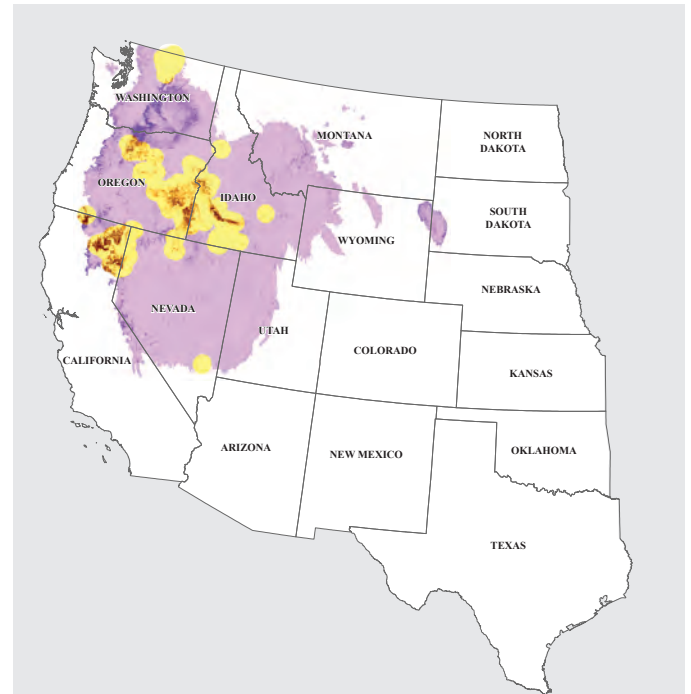 WASHINGTON
MONTANA
NORTH
DAKOTA
OREGON
IDAHO
SOUTH
DAKOTA
WYOMING
NEBRASKA
NEVADA
UTAH
COLORADO
CALIFORNIA
KANSAS
ARIZONA
NEW MEXICO
OKLAHOMA
TEXAS